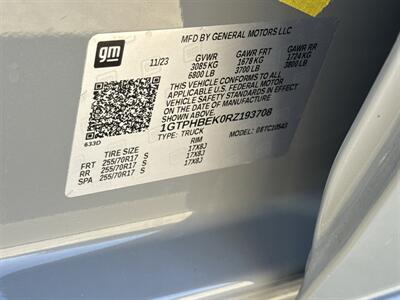 MFD BY GENERAL MOTORS LLC
gm
11/23
GVWR GAWR FRT GAWR RR
3085 KG 1678 KG 1724 KG
6800 LB 3700 LB 3800 LB
THIS VEHICLE CONFORMS TO ALL
APPLICABLE U.S. FEDERAL MOTOR
VEHICLE SAFETY STANDARDS IN EFFECT
ON THE DATE OF MANUFACTURE
SHOWN ABOVE.
1GTPHBEK0RZ193708
633D
TYPE: TRUCK MODEL:
TIRE SIZE RIM
FRT 255/70R17 S 17X8J
RR 255/70R17 S 17X8J
SPA 255/70R17 S 17X8J